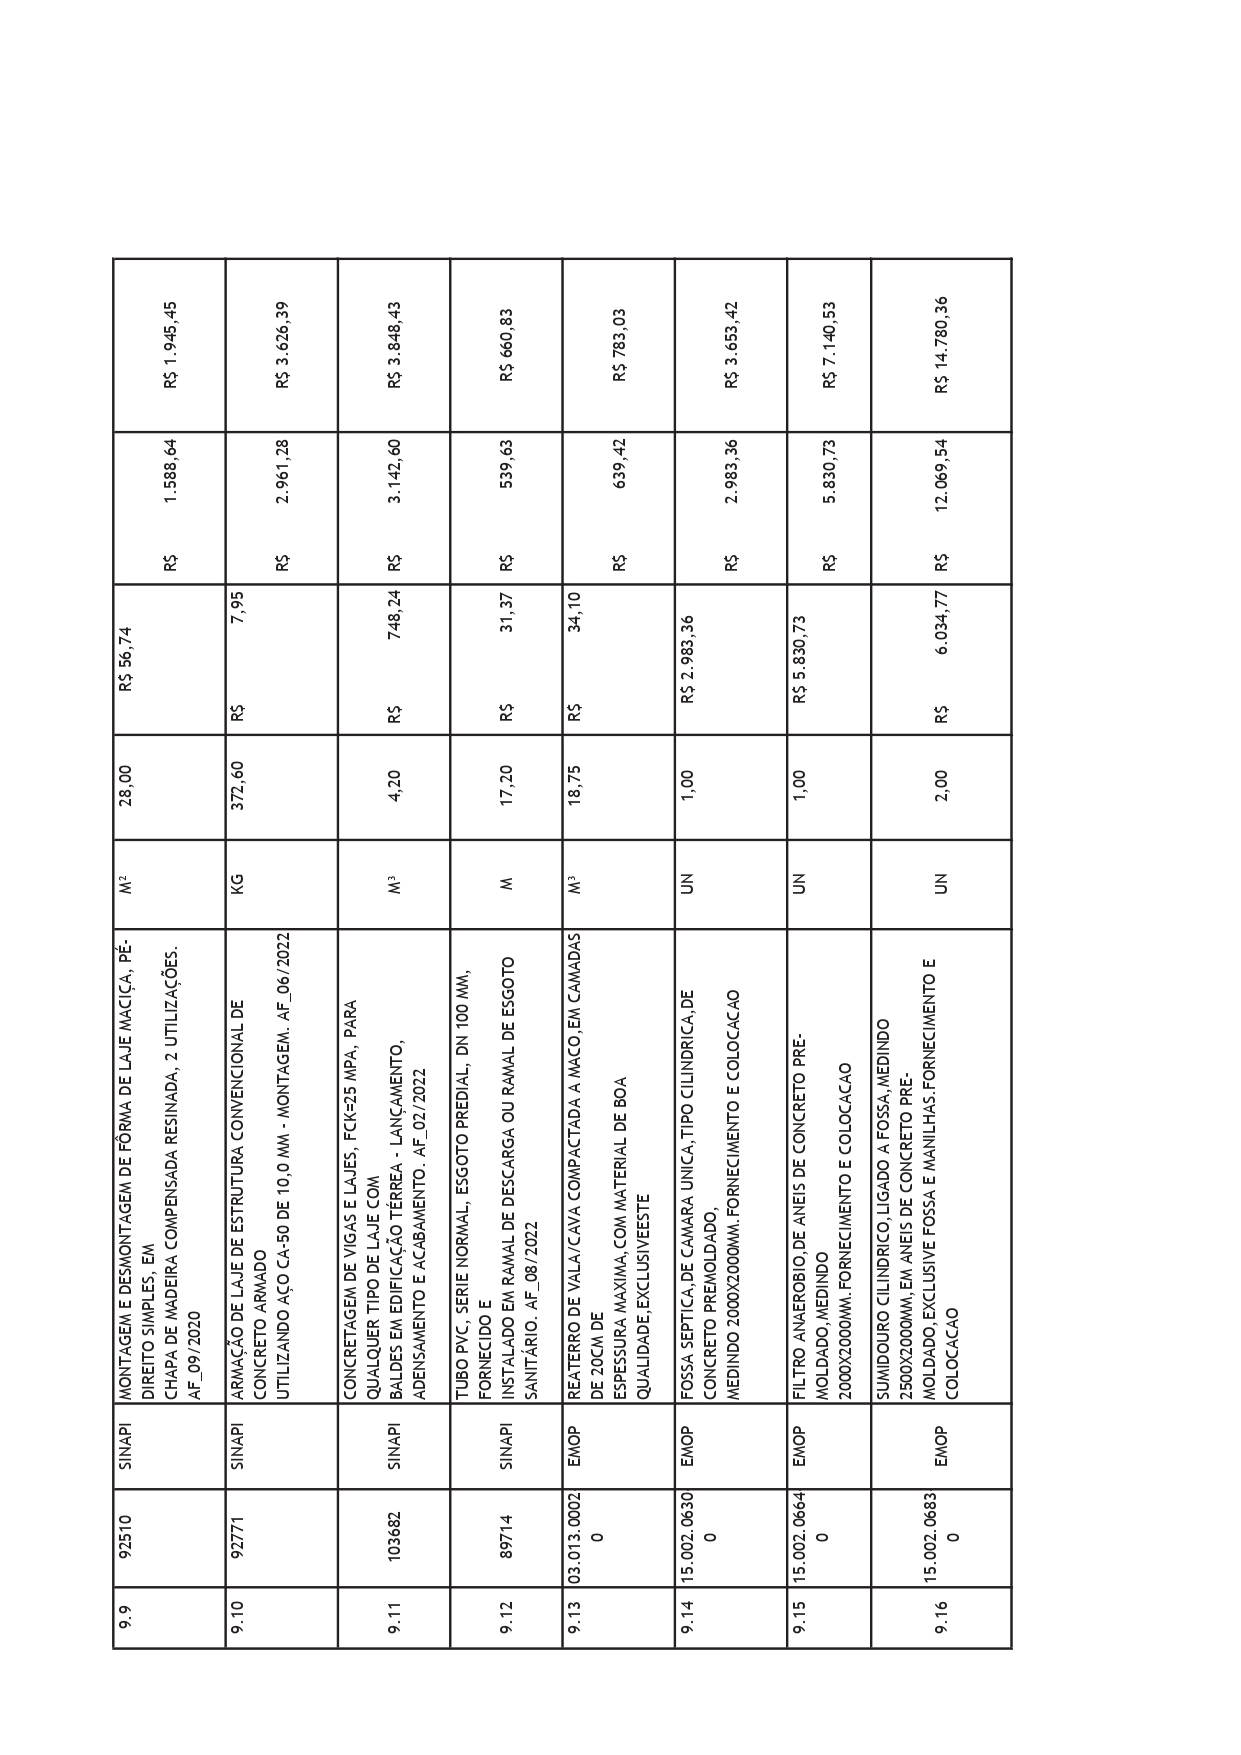 9.9 92510 SINAPI MONTAGEM E DESMONTAGEM DE FÔRMA DE LAJE MACIÇA, PÉ- M² 28,00 R$ 56,74
DIREITO SIMPLES, EM
CHAPA DE MADEIRA COMPENSADA RESINADA, 2 UTILIZAÇÕES. R$ 1.588,64 R$ 1.945,45
AF_09/2020
9.10 92771 SINAPI ARMAÇÃO DE LAJE DE ESTRUTURA CONVENCIONAL DE KG 372,60 R$ 7,95
CONCRETO ARMADO
UTILIZANDO AÇO CA-50 DE 10,0 MM - MONTAGEM. AF_06/2022 R$ 2.961,28 R$ 3.626,39
CONCRETAGEM DE VIGAS E LAJES, FCK=25 MPA, PARA
QUALQUER TIPO DE LAJE COM
9.11 103682 SINAPI BALDES EM EDIFICAÇÃO TÉRREA - LANÇAMENTO, M³ 4,20 R$ 748,24 R$ 3.142,60 R$ 3.848,43
ADENSAMENTO E ACABAMENTO. AF_02/2022
TUBO PVC, SERIE NORMAL, ESGOTO PREDIAL, DN 100 MM,
FORNECIDO E
9.12 89714 SINAPI INSTALADO EM RAMAL DE DESCARGA OU RAMAL DE ESGOTO M 17,20 R$ 31,37 R$ 539,63 R$ 660,83
SANITÁRIO. AF_08/2022
9.13 03.013.0002- EMOP REATERRO DE VALA/CAVA COMPACTADA A MACO,EM CAMADAS M³ 18,75 R$ 34,10
0 DE 20CM DE
ESPESSURA MAXIMA,COM MATERIAL DE BOA R$ 639,42 R$ 783,03
QUALIDADE,EXCLUSIVEESTE
9.14 15.002.0630- EMOP FOSSA SEPTICA,DE CAMARA UNICA,TIPO CILINDRICA,DE UN 1,00 R$ 2.983,36
0 CONCRETO PREMOLDADO,
MEDINDO 2000X2000MM.FORNECIMENTO E COLOCACAO R$ 2.983,36 R$ 3.653,42
9.15 15.002.0664- EMOP FILTRO ANAEROBIO,DE ANEIS DE CONCRETO PRE- UN 1,00 R$ 5.830,73
0 MOLDADO,MEDINDO R$ 5.830,73 R$ 7.140,53
2000X2000MM.FORNECIMENTO E COLOCACAO
SUMIDOURO CILINDRICO,LIGADO A FOSSA,MEDINDO
2500X2000MM,EM ANEIS DE CONCRETO PRE-
9.16 15.002.0683- EMOP MOLDADO,EXCLUSIVE FOSSA E MANILHAS.FORNECIMENTO E UN 2,00 R$ 6.034,77 R$ 12.069,54 R$ 14.780,36
0 COLOCACAO